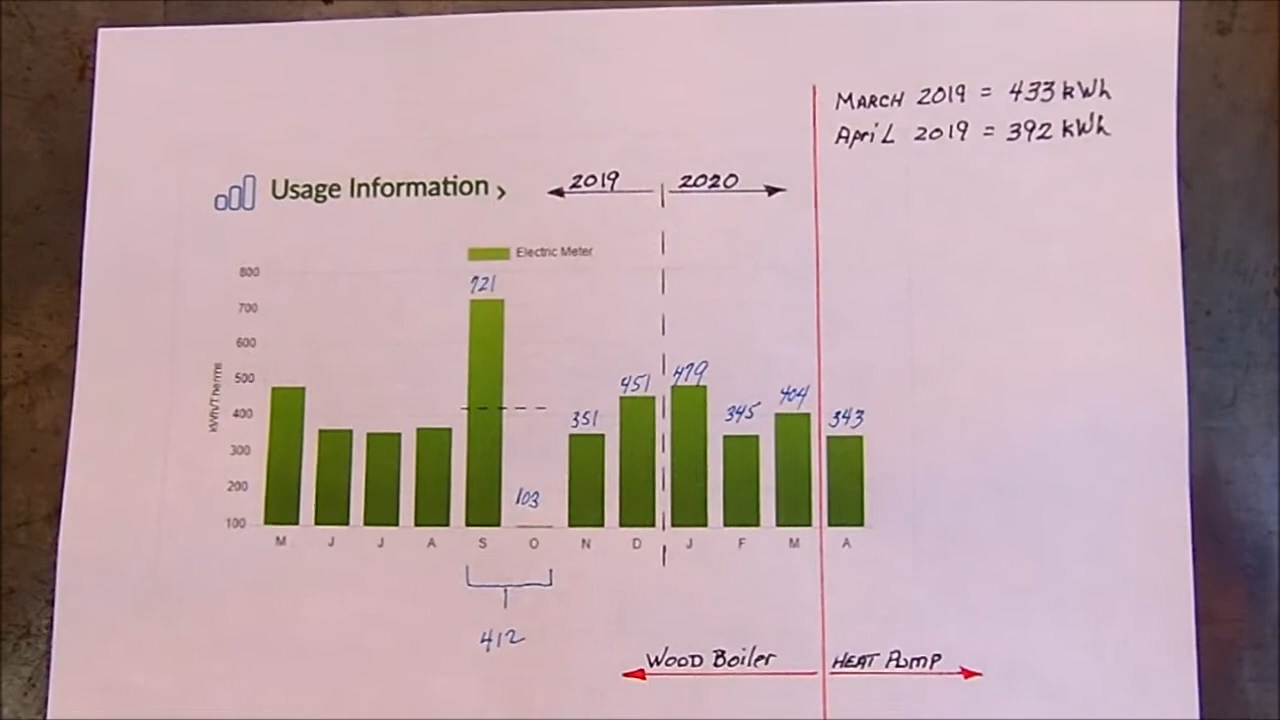 MARCH 2019 = 433 kWh
April 2019 = 392 kWh
Usage Information ›
2019
2020
Electric Meter
800
700
600
500
400
300
200
100
kWh/Therms
721
103
351
451
479
345
404
343
M J J A S O N D J F M A
412
Wood Boiler
HEAT Pump